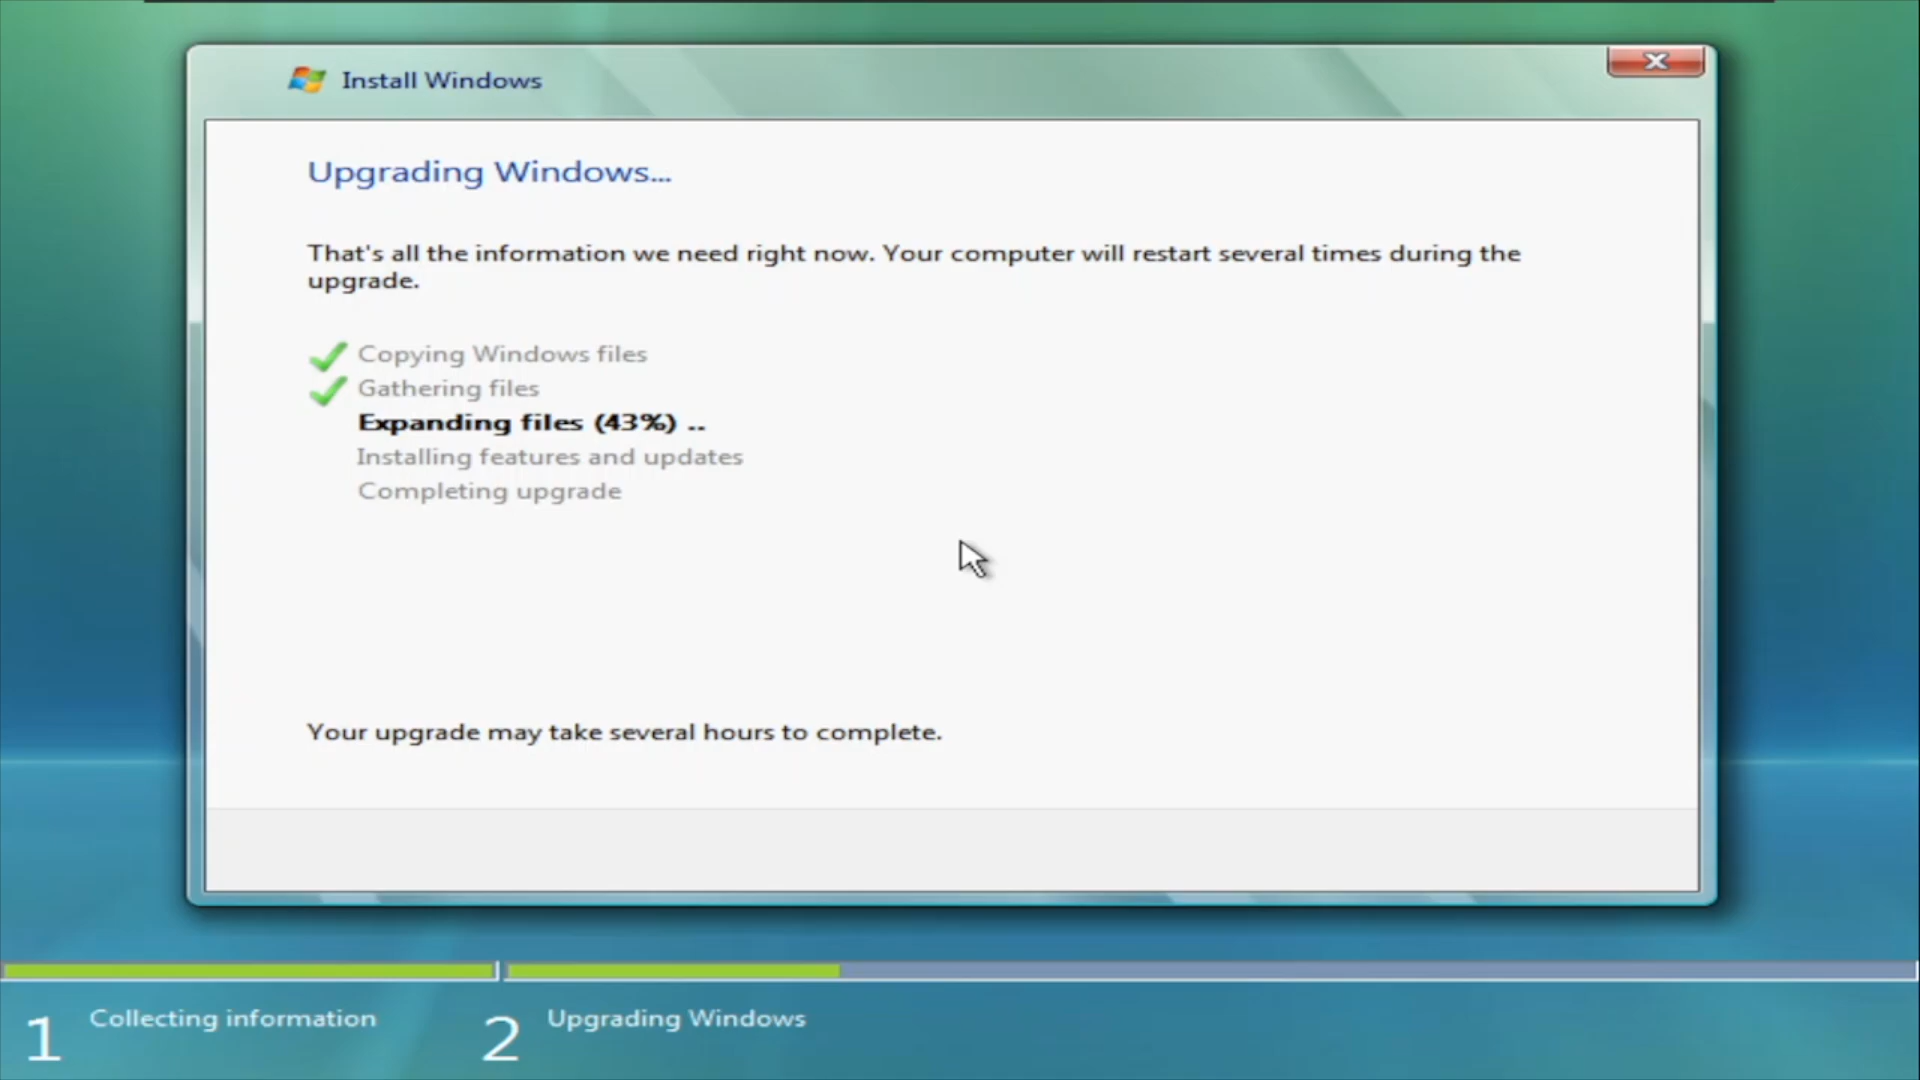 Install Windows
Upgrading Windows...
That's all the information we need right now. Your computer will restart several times during the
upgrade.
Copying Windows files
Gathering files
Expanding files (43%) ..
Installing features and updates
Completing upgrade
Your upgrade may take several hours to complete.
1 Collecting information
2 Upgrading Windows